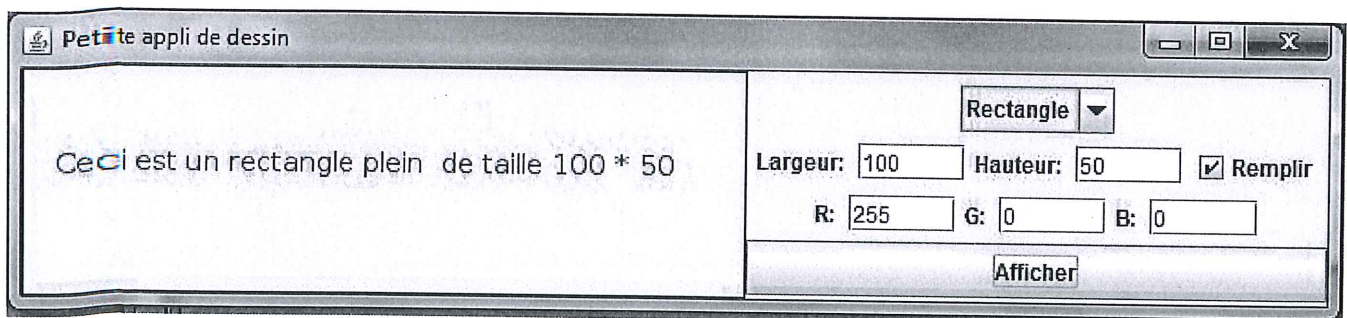 Petite appli de dessin
Ceci est un rectangle plein de taille 100 * 50
Rectangle
Largeur: 100 Hauteur: 50 Remplir
R: 255 G: 0 B: 0
Afficher